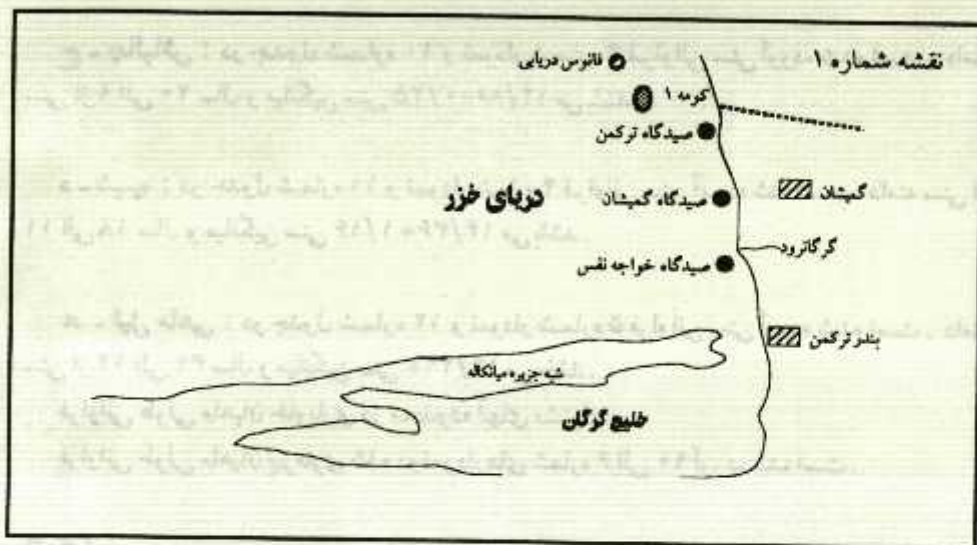 نقشه شماره ۱
فانوس دریایی
کومه ۱
صیدگاه ترکمن
گمیشان
صیدگاه گمیشان
دریای خزر
گرگانرود
صیدگاه خواجه نفس
بندر ترکمن
شبه جزیره میانکاله
خلیج گرگان